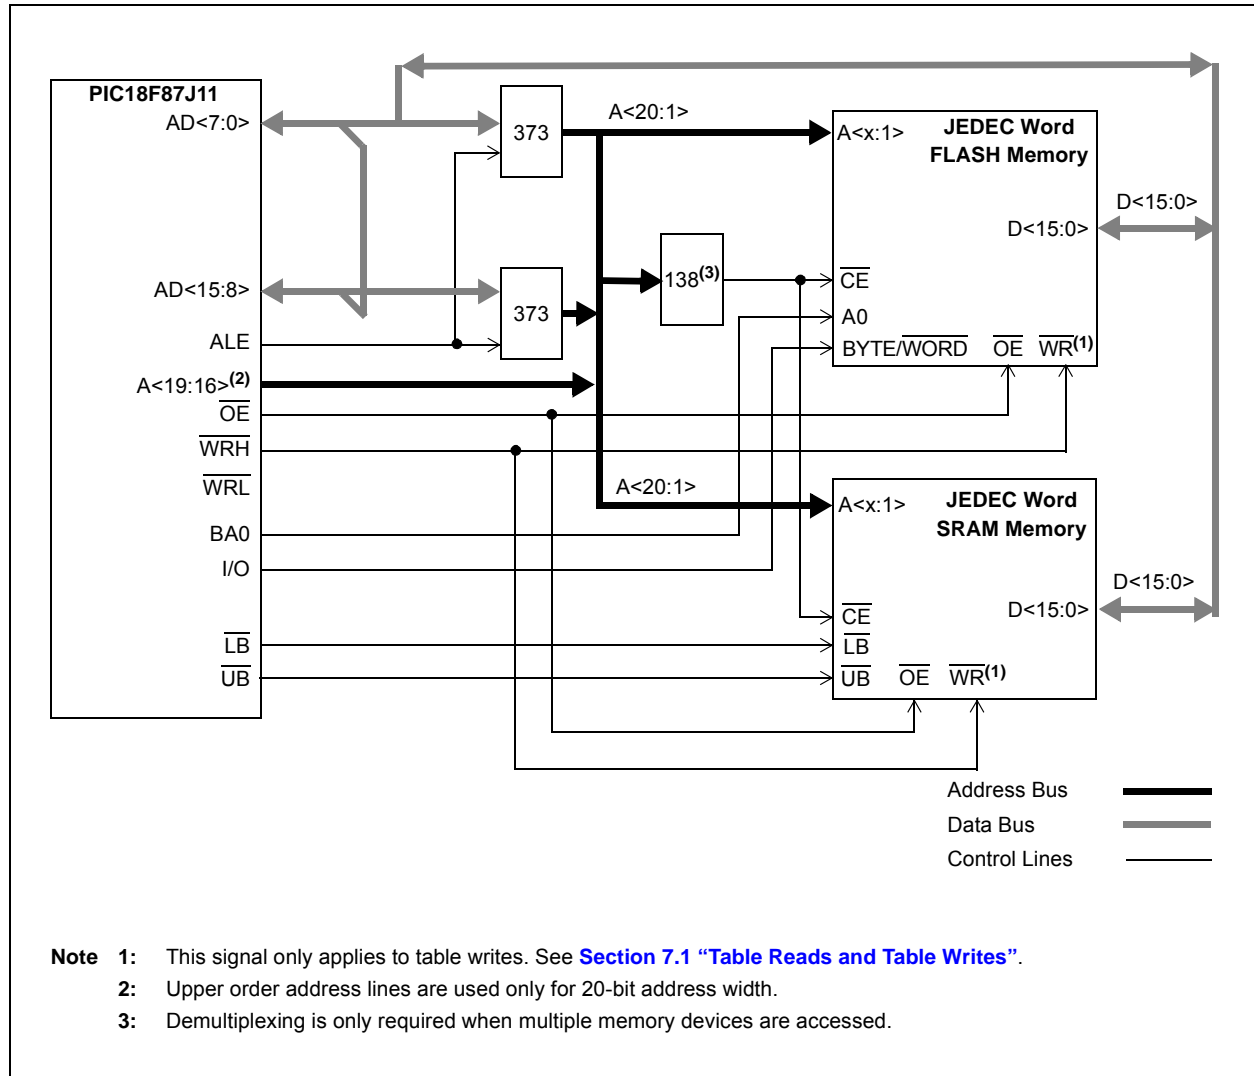 PIC18F87J11
AD<7:0>
AD<15:8>
ALE
A<19:16>(2)
OE
WRH
WRL
BA0
I/O
LB
UB
373
373
A<20:1>
138(3)
A<20:1>
A<x:1>
JEDEC Word
FLASH Memory
D<15:0>
D<15:0>
CE
A0
BYTE/WORD OE WR(1)
A<x:1>
JEDEC Word
SRAM Memory
D<15:0>
D<15:0>
CE
LB
UB OE WR(1)
Address Bus
Data Bus
Control Lines
Note 1: This signal only applies to table writes. See Section 7.1 “Table Reads and Table Writes”.
2: Upper order address lines are used only for 20-bit address width.
3: Demultiplexing is only required when multiple memory devices are accessed.